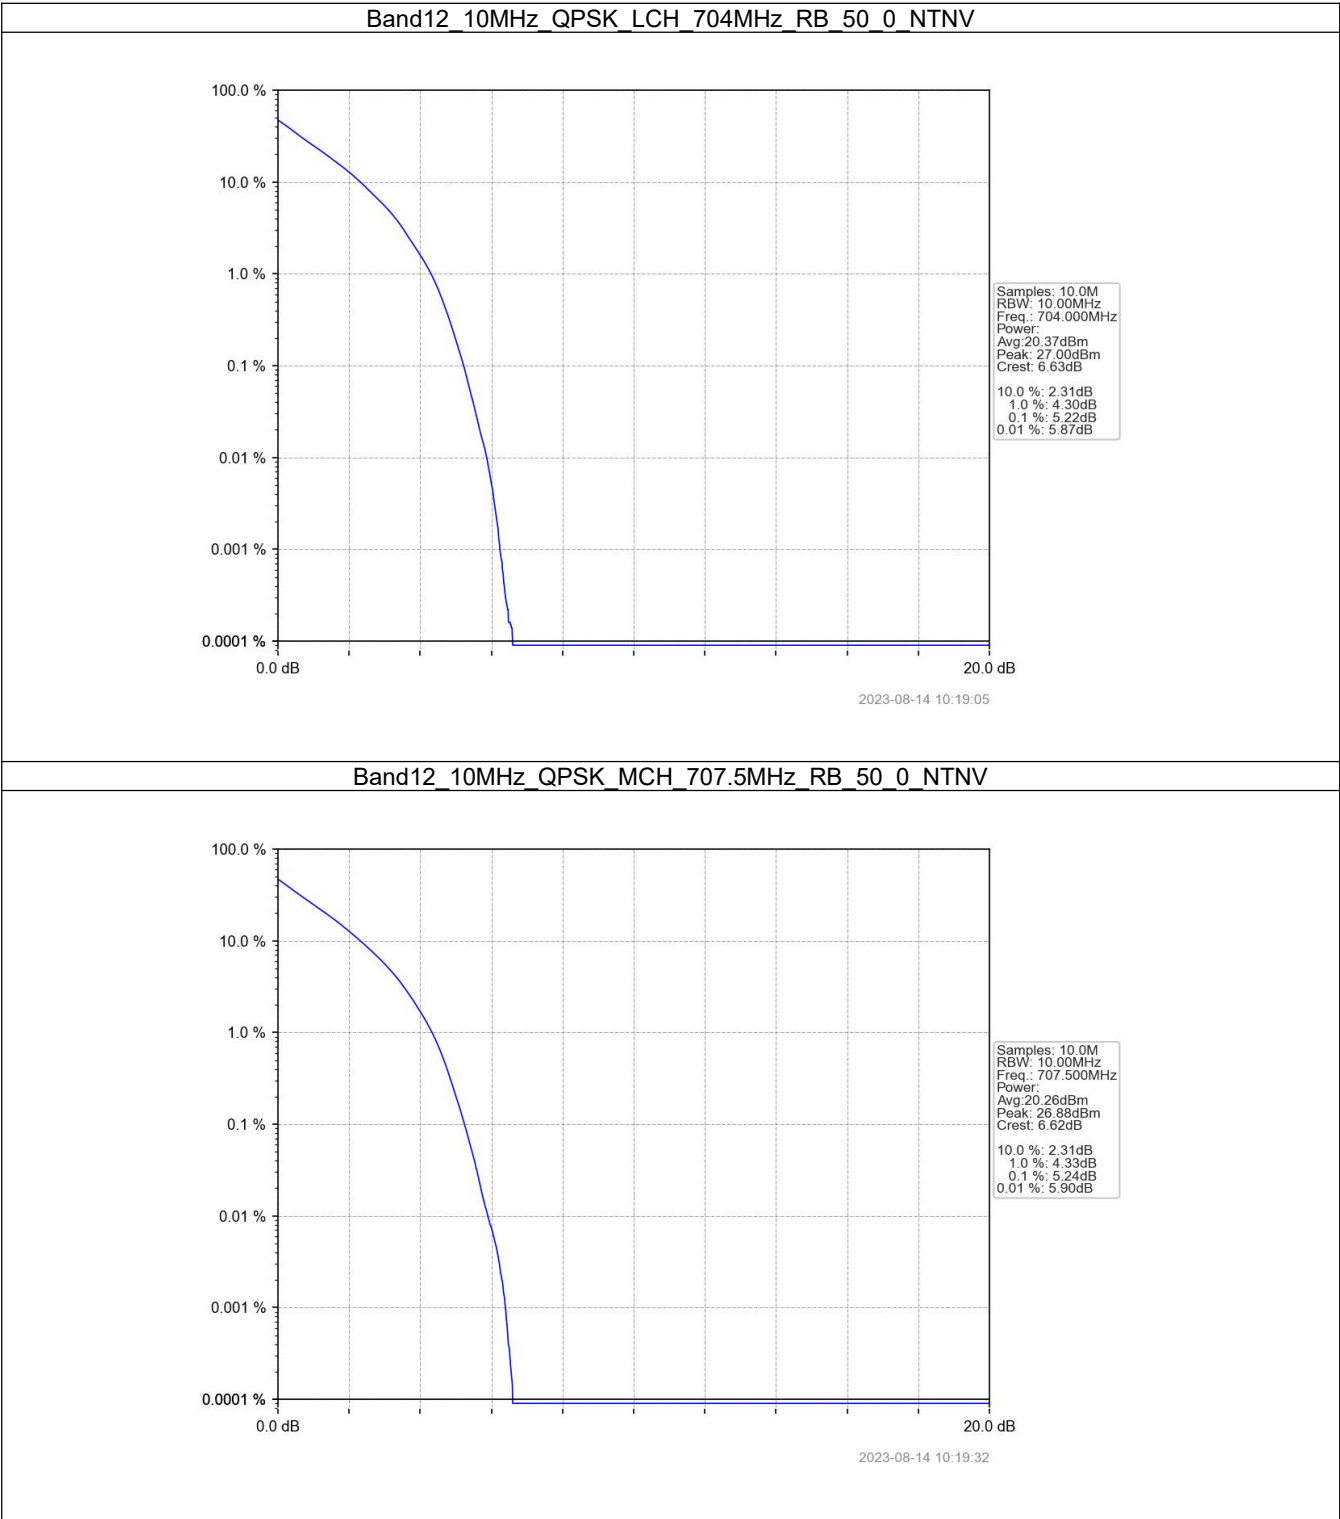 Band12_10MHz_QPSK_LCH_704MHz_RB_50_0_NTNV
100.0 %
10.0 %
1.0 %
0.1 %
0.01 %
0.001 %
0.0001 %
0.0 dB
20.0 dB
Samples: 10.0M
RBW: 10.00MHz
Freq.: 704.000MHz
Power:
Avg:20.37dBm
Peak: 27.00dBm
Crest: 6.63dB
10.0 %: 2.31dB
1.0 %: 4.30dB
0.1 %: 5.22dB
0.01 %: 5.87dB
2023-08-14 10:19:05
Band12_10MHz_QPSK_MCH_707.5MHz_RB_50_0_NTNV
100.0 %
10.0 %
1.0 %
0.1 %
0.01 %
0.001 %
0.0001 %
0.0 dB
20.0 dB
Samples: 10.0M
RBW: 10.00MHz
Freq.: 707.500MHz
Power:
Avg:20.26dBm
Peak: 26.88dBm
Crest: 6.62dB
10.0 %: 2.31dB
1.0 %: 4.33dB
0.1 %: 5.24dB
0.01 %: 5.90dB
2023-08-14 10:19:32